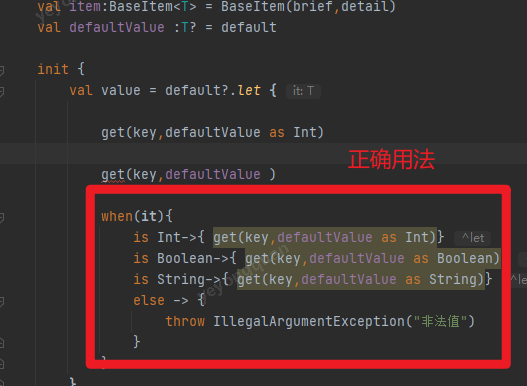 val item:BaseItem<T> = BaseItem(brief,detail)
val defaultValue :T? = default
init {
val value = default?.let { it: T
get(key,defaultValue as Int)
正确用法
get(key,defaultValue )
when(it){
is Int->{ get(key,defaultValue as Int)} ^let
is Boolean->{ get(key,defaultValue as Boolean)
is String->{ get(key,defaultValue as String)} ^le
else -> {
throw IllegalArgumentException("非法值")
}
}
}